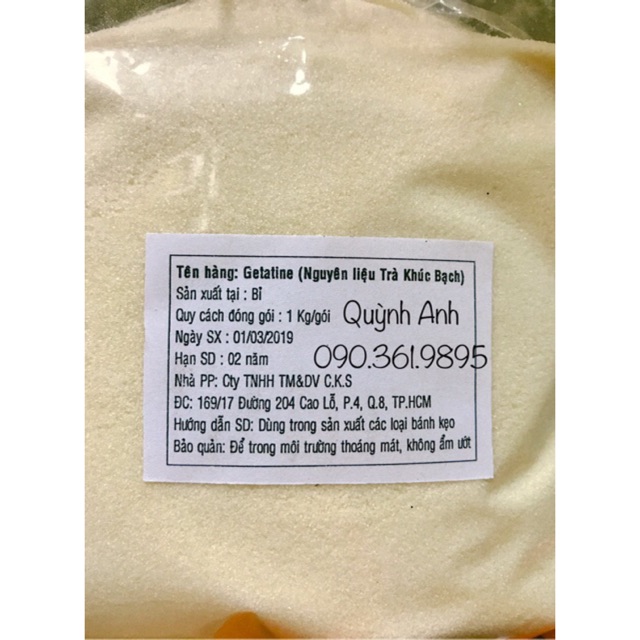 Tên hàng: Getatine (Nguyên liệu Trà Khúc Bạch)
Sản xuất tại : Bỉ
Quy cách đóng gói : 1 Kg/gói
Quỳnh Anh
Ngày SX : 01/03/2019
Hạn SD : 02 năm
090.361.9895
Nhà PP: Cty TNHH TM&DV C.K.S
ĐC: 169/17 Đường 204 Cao Lỗ, P.4, Q.8, TP.HCM
Hướng dẫn SD: Dùng trong sản xuất các loại bánh kẹo
Bảo quản: Để trong môi trường thoáng mát, không ẩm ướt